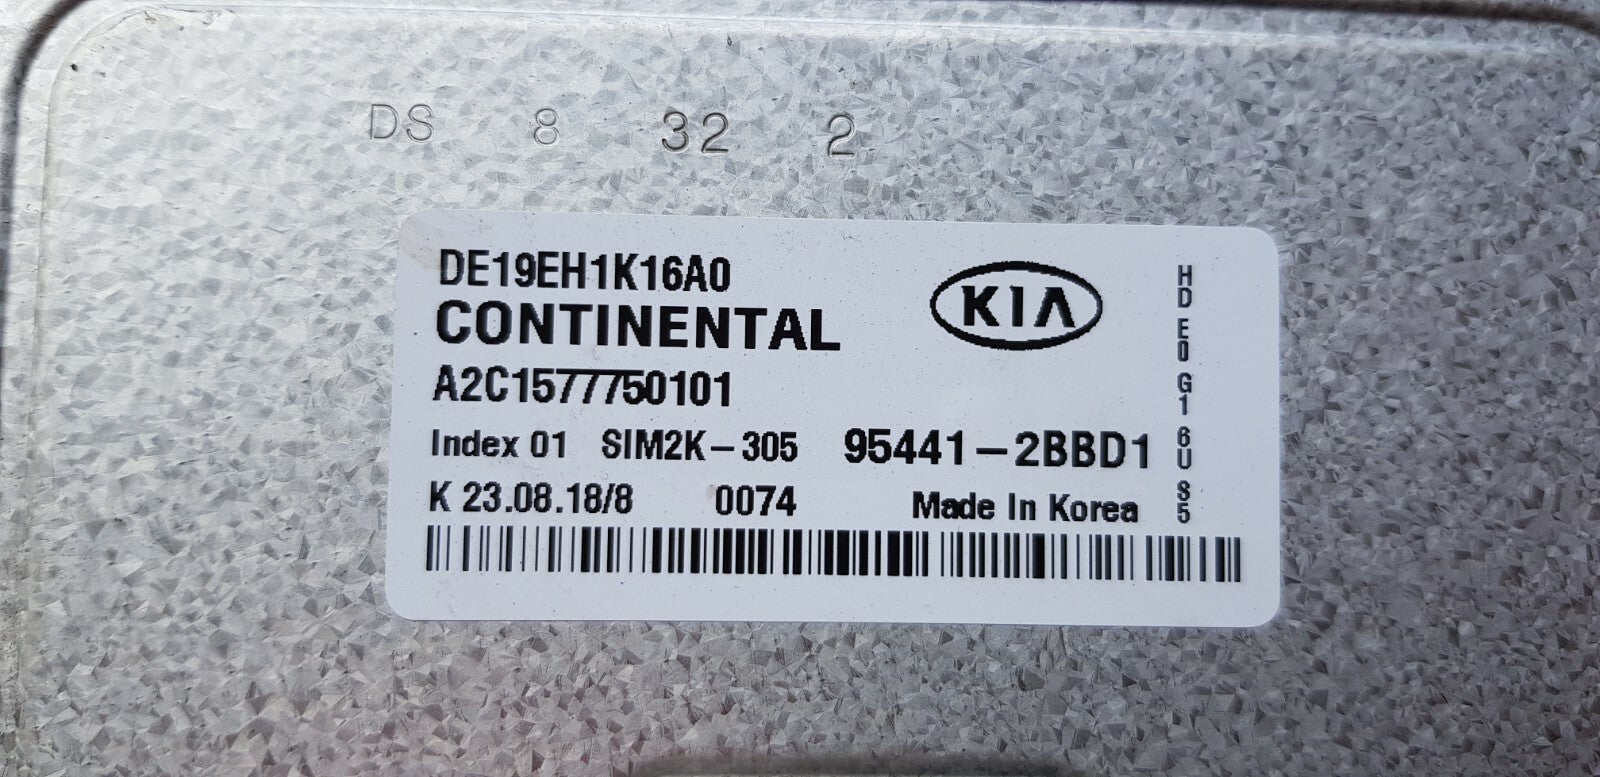 DS 8 32 2
DE19EH1K16A0
CONTINENTAL
KIA
A2C1577750101
Index 01 SIM2K-305 95441-2BBD1
K 23.08.18/8 0074 Made In Korea
HD
E0
G1
6U
S5